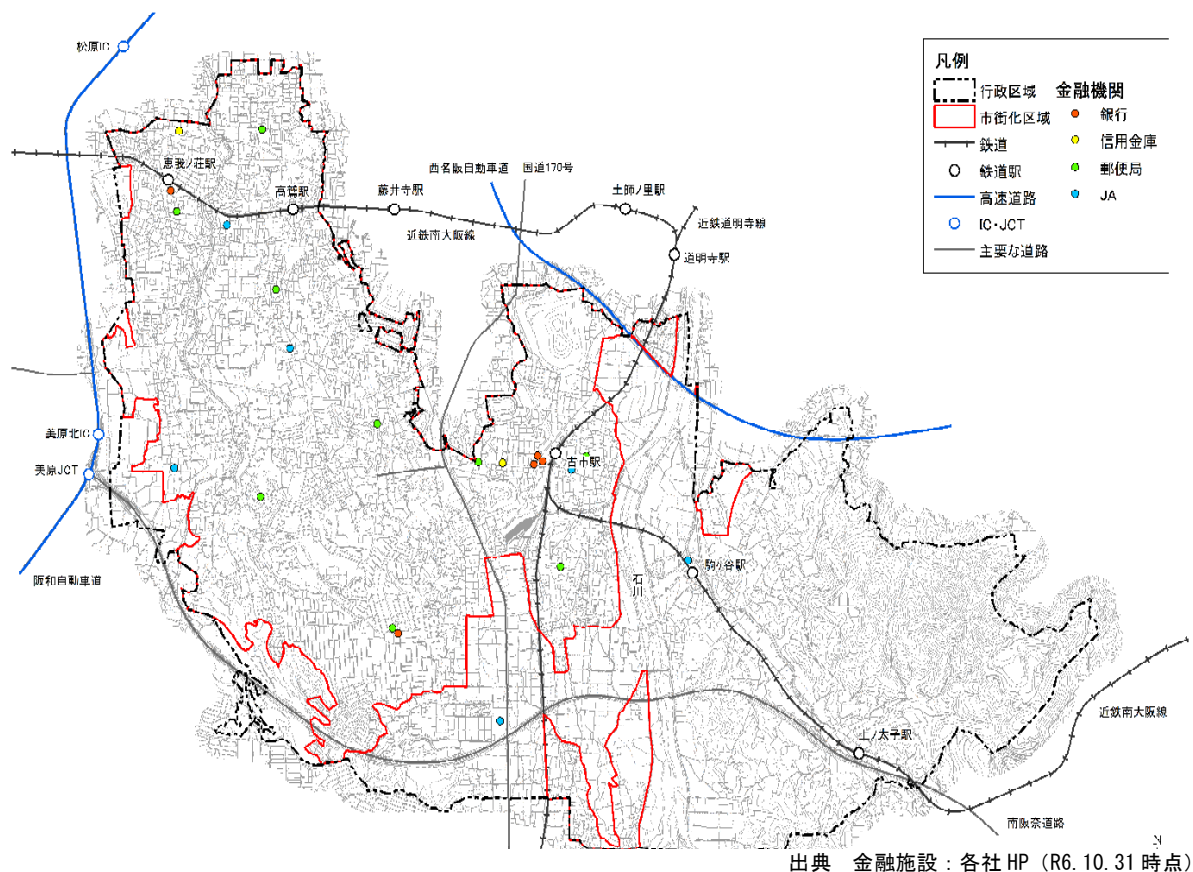 松原IC
恵我ノ荘駅
高鷲駅
藤井寺駅
西名阪自動車道
国道170号
土師ノ里駅
近鉄道明寺線
近鉄南大阪線
道明寺駅
美原北IC
美原JCT
古市駅
阪和自動車道
駒ヶ谷駅
石川
上ノ太子駅
近鉄南大阪線
南阪奈道路
凡例
行政区域
市街化区域
鉄道
鉄道駅
高速道路
IC・JCT
主要な道路
金融機関
銀行
信用金庫
郵便局
JA
出典 金融施設：各社HP（R6.10.31時点）